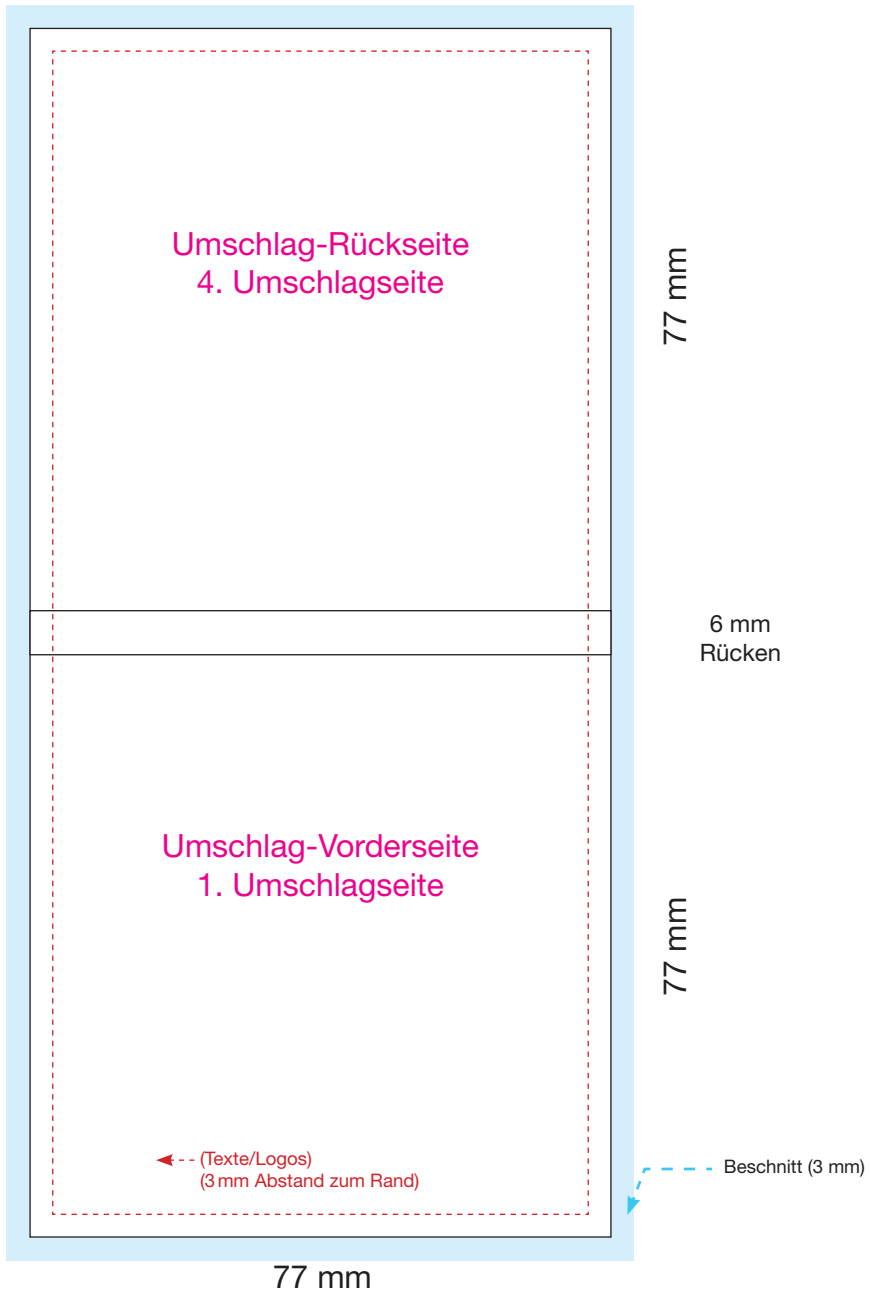 Umschlag-Rückseite
4. Umschlagseite
77 mm
6 mm
Rücken
Umschlag-Vorderseite
1. Umschlagseite
77 mm
(Texte/Logos)
(3 mm Abstand zum Rand)
Beschnitt (3 mm)
77 mm